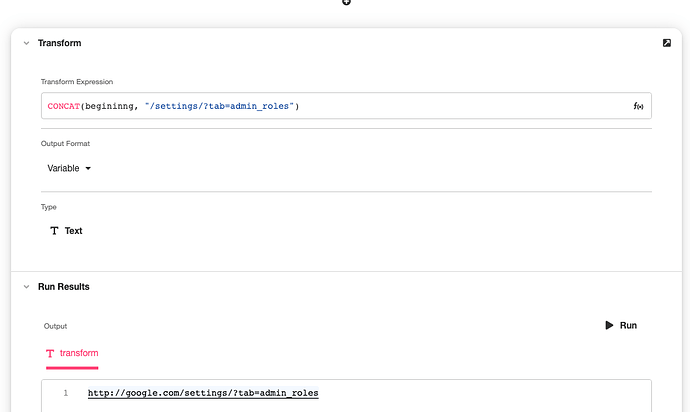 Transform
Transform Expression
CONCAT(begininng, "/settings/?tab=admin_roles")
f(x)
Output Format
Variable
Type
T Text
Run Results
Output
Run
T transform
1 http://google.com/settings/?tab=admin_roles